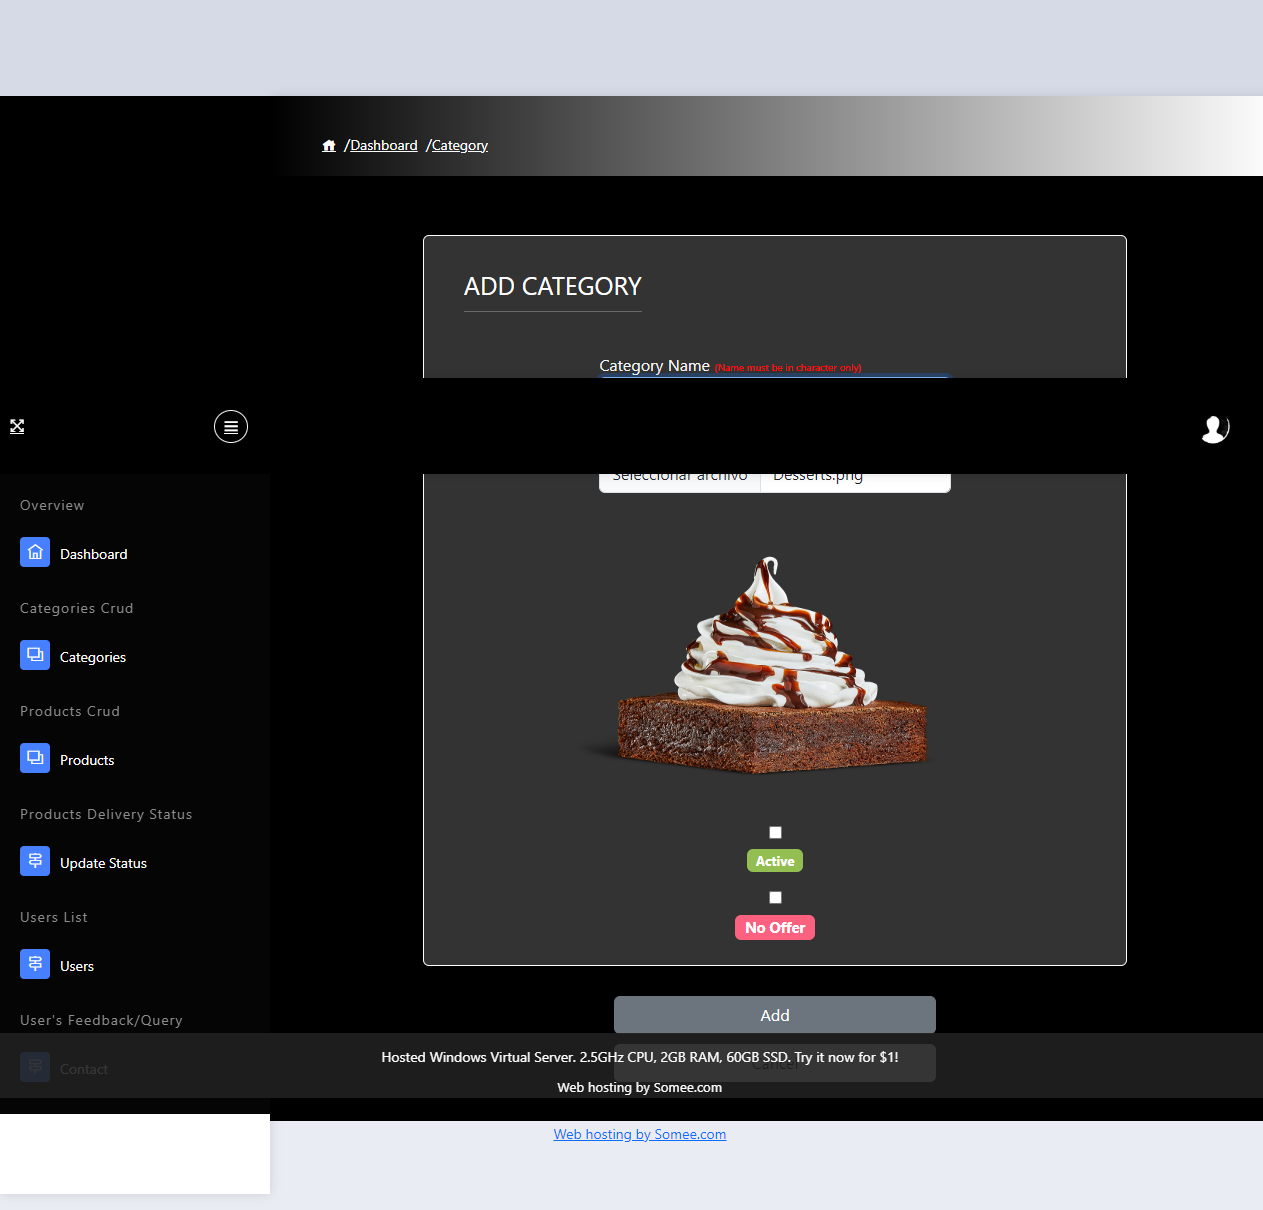 /Dashboard /Category
ADD CATEGORY
Category Name (Name must be in character only)
Seleccionar archivo Desserts.png
Overview
Dashboard
Categories Crud
Categories
Products Crud
Products
Products Delivery Status
Update Status
Users List
Users
User's Feedback/Query
Contact
Active
No Offer
Add
Cancel
Hosted Windows Virtual Server. 2.5GHz CPU, 2GB RAM, 60GB SSD. Try it now for $1!
Web hosting by Somee.com
Web hosting by Somee.com